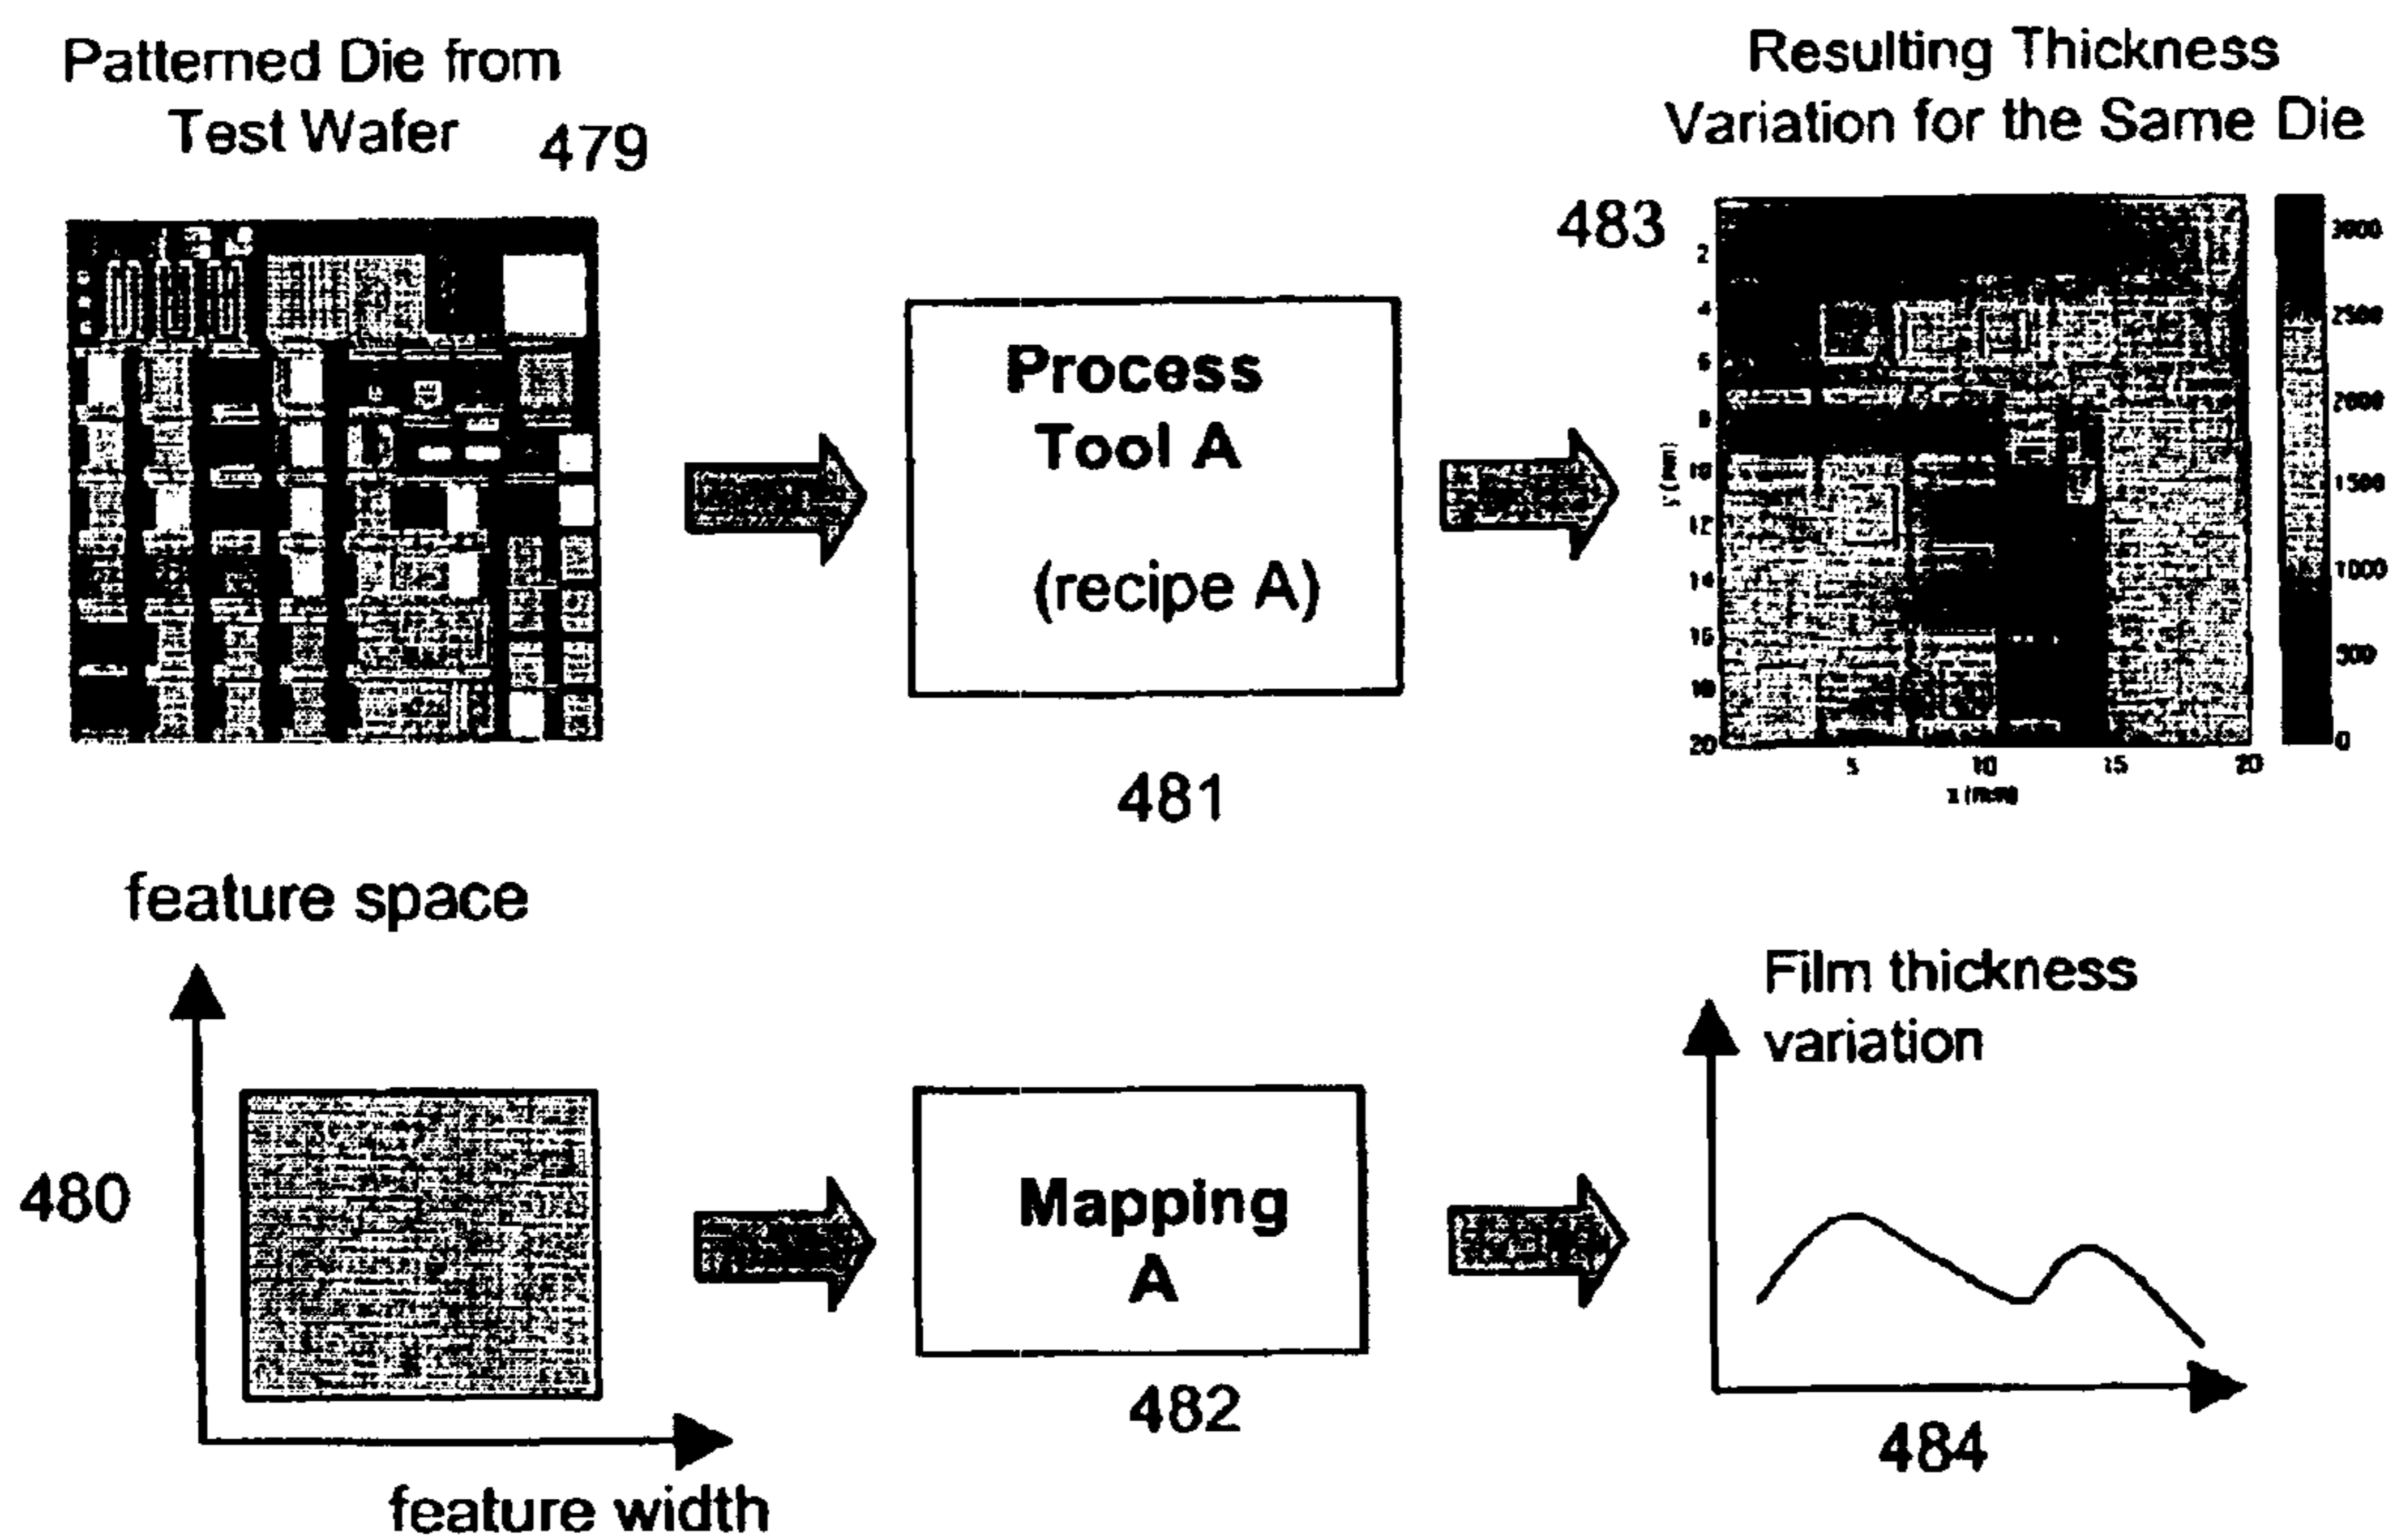 Patterned Die from
Test Wafer
479
Resulting Thickness
Variation for the Same Die
483
2
4
6
8
10
12
14
16
18
20
y (mm)
5
10
15
20
x (mm)
3000
2500
2000
1500
1000
500
0
Process
Tool A
(recipe A)
481
feature space
480
feature width
Mapping
A
482
Film thickness
variation
484